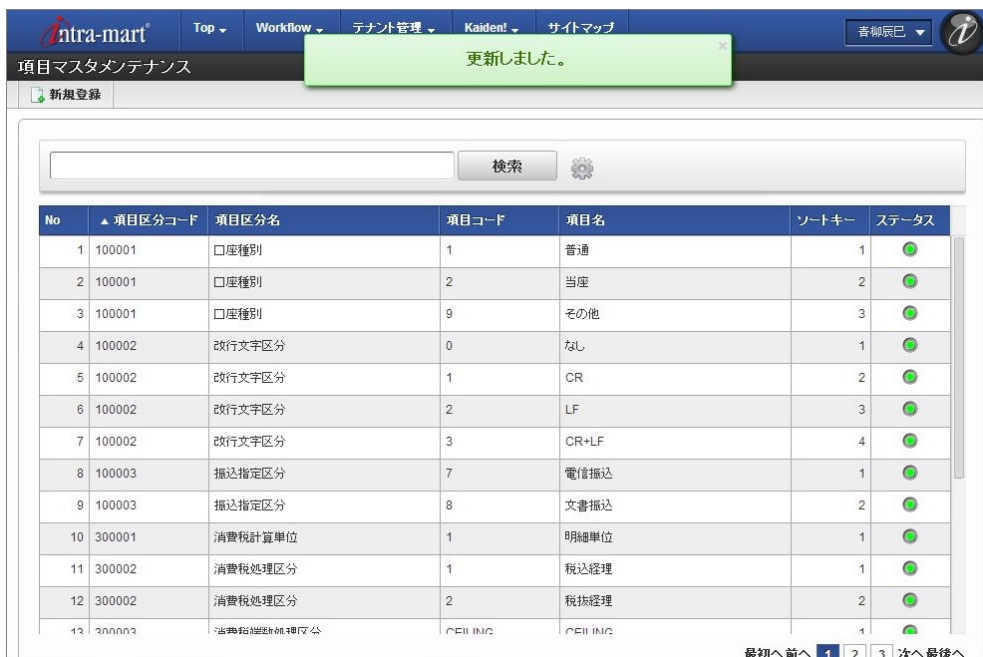 intra-mart® Top Workflow テナント管理 Kaiden! サイトマップ 青柳辰巳
更新しました。 ×
項目マスタメンテナンス
新規登録
検索
No ▲ 項目区分コード 項目区分名 項目コード 項目名 ソートキー ステータス
1 100001 口座種別 1 普通 1
2 100001 口座種別 2 当座 2
3 100001 口座種別 9 その他 3
4 100002 改行文字区分 0 なし 1
5 100002 改行文字区分 1 CR 2
6 100002 改行文字区分 2 LF 3
7 100002 改行文字区分 3 CR+LF 4
8 100003 振込指定区分 7 電信振込 1
9 100003 振込指定区分 8 文書振込 2
10 300001 消費税計算単位 1 明細単位 1
11 300002 消費税処理区分 1 税込経理 1
12 300002 消費税処理区分 2 税抜経理 2
13 300003 消費税端数処理区分 CEILING CEILING 1
最初へ 前へ 1 2 3 次へ 最後へ